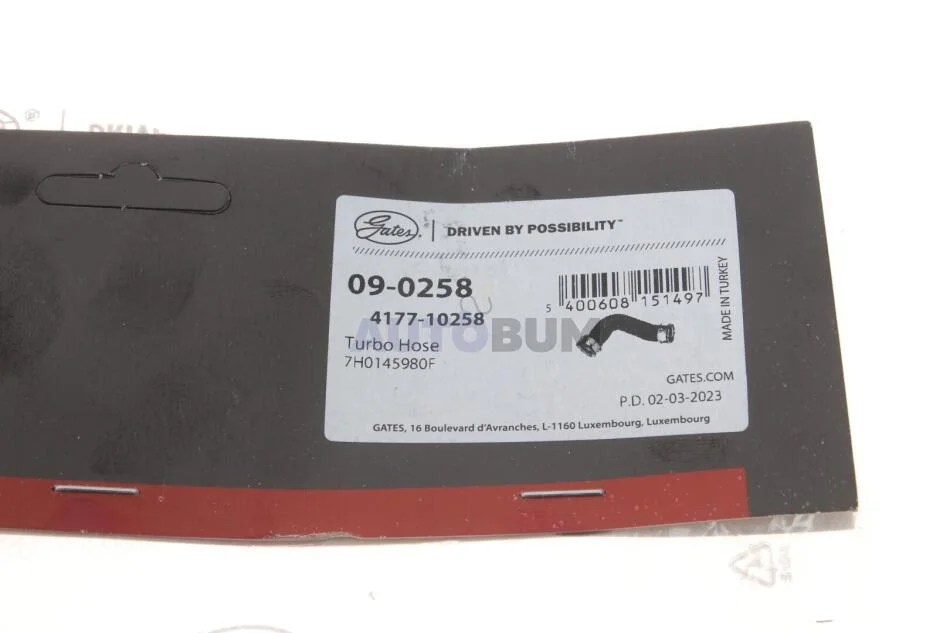 Gates® | DRIVEN BY POSSIBILITY™
09-0258
4177-10258
Turbo Hose
7H0145980F
5 400608 151497
MADE IN TURKEY
AUTOBUM
GATES.COM
P.D. 02-03-2023
GATES, 16 Boulevard d'Avranches, L-1160 Luxembourg, Luxembourg